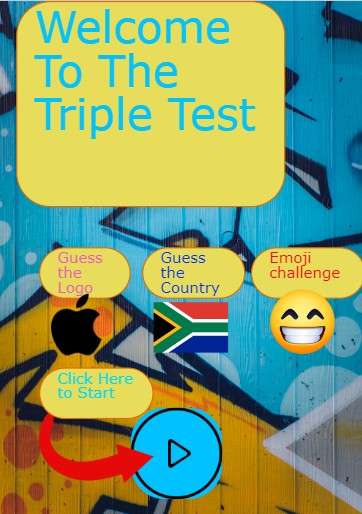 Welcome
To The
Triple Test
Guess
the
Logo
Guess
the
Country
Emoji
challenge
Click Here
to Start